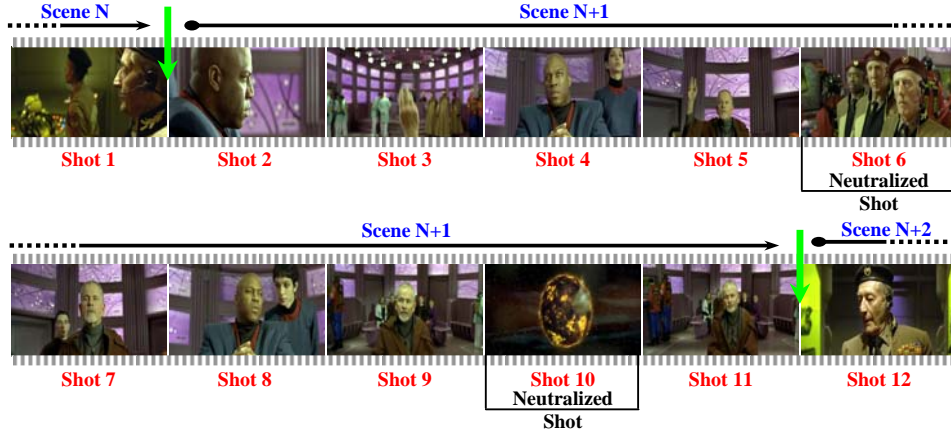 Scene N
Scene N+1
Shot 1
Shot 2
Shot 3
Shot 4
Shot 5
Shot 6
Neutralized
Shot
Scene N+1
Scene N+2
Shot 7
Shot 8
Shot 9
Shot 10
Shot 11
Shot 12
Neutralized
Shot